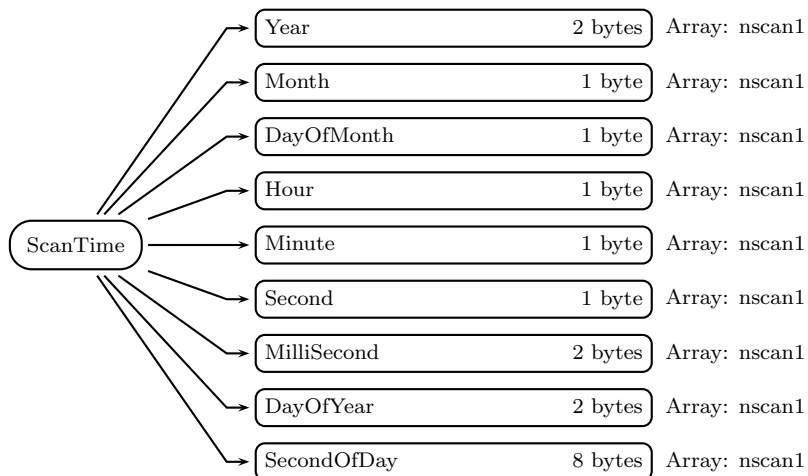 Year 2 bytes Array: nscan1
Month 1 byte Array: nscan1
DayOfMonth 1 byte Array: nscan1
Hour 1 byte Array: nscan1
ScanTime Minute 1 byte Array: nscan1
Second 1 byte Array: nscan1
MilliSecond 2 bytes Array: nscan1
DayOfYear 2 bytes Array: nscan1
SecondOfDay 8 bytes Array: nscan1